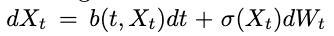 dX_t = b(t, X_t)dt + σ(X_t)dW_t